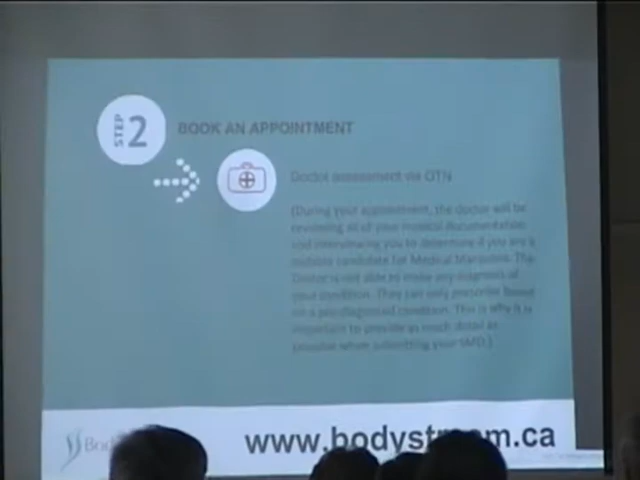 STEP 2
BOOK AN APPOINTMENT
Doctor assessment via OTN
(During your appointment, the doctor will be
reviewing all of your medical documentation
and interviewing you to determine if you are a
suitable candidate for Medical Marijuana. The
Doctor is not able to make any diagnosis of
your condition. They can only prescribe based
on a pre-diagnosed condition. This is why it is
important to provide as much detail as
possible when submitting your SMD.)
Bod
www.bodystr m.ca